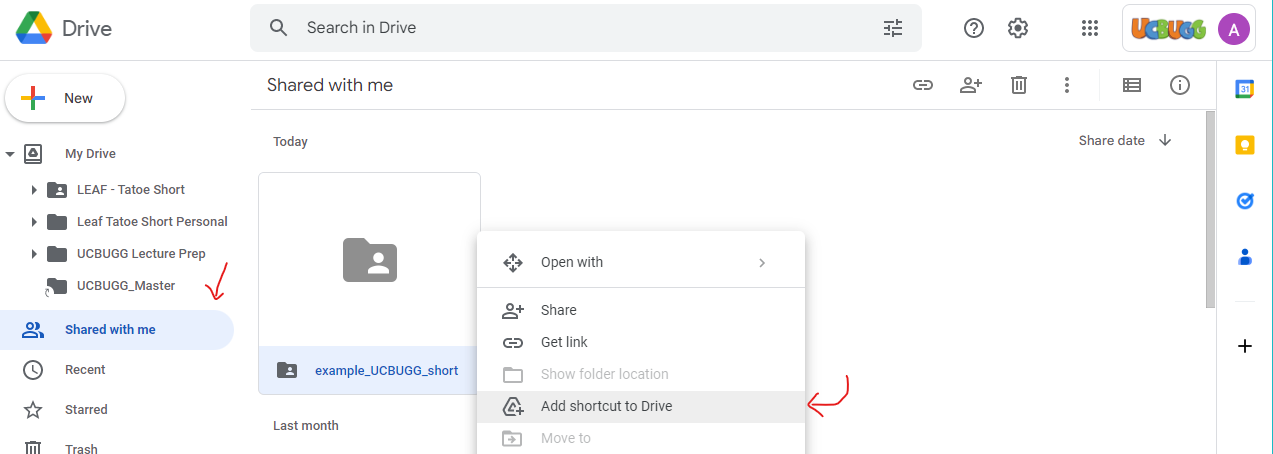 Drive
Search in Drive
UCBUGG
A
New
Shared with me
31
My Drive
Today
Share date
LEAF - Tatoe Short
Leaf Tatoe Short Personal
UCBUGG Lecture Prep
UCBUGG_Master
Shared with me
Recent
Starred
Trash
example_UCBUGG_short
Last month
Open with
Share
Get link
Show folder location
Add shortcut to Drive
Move to